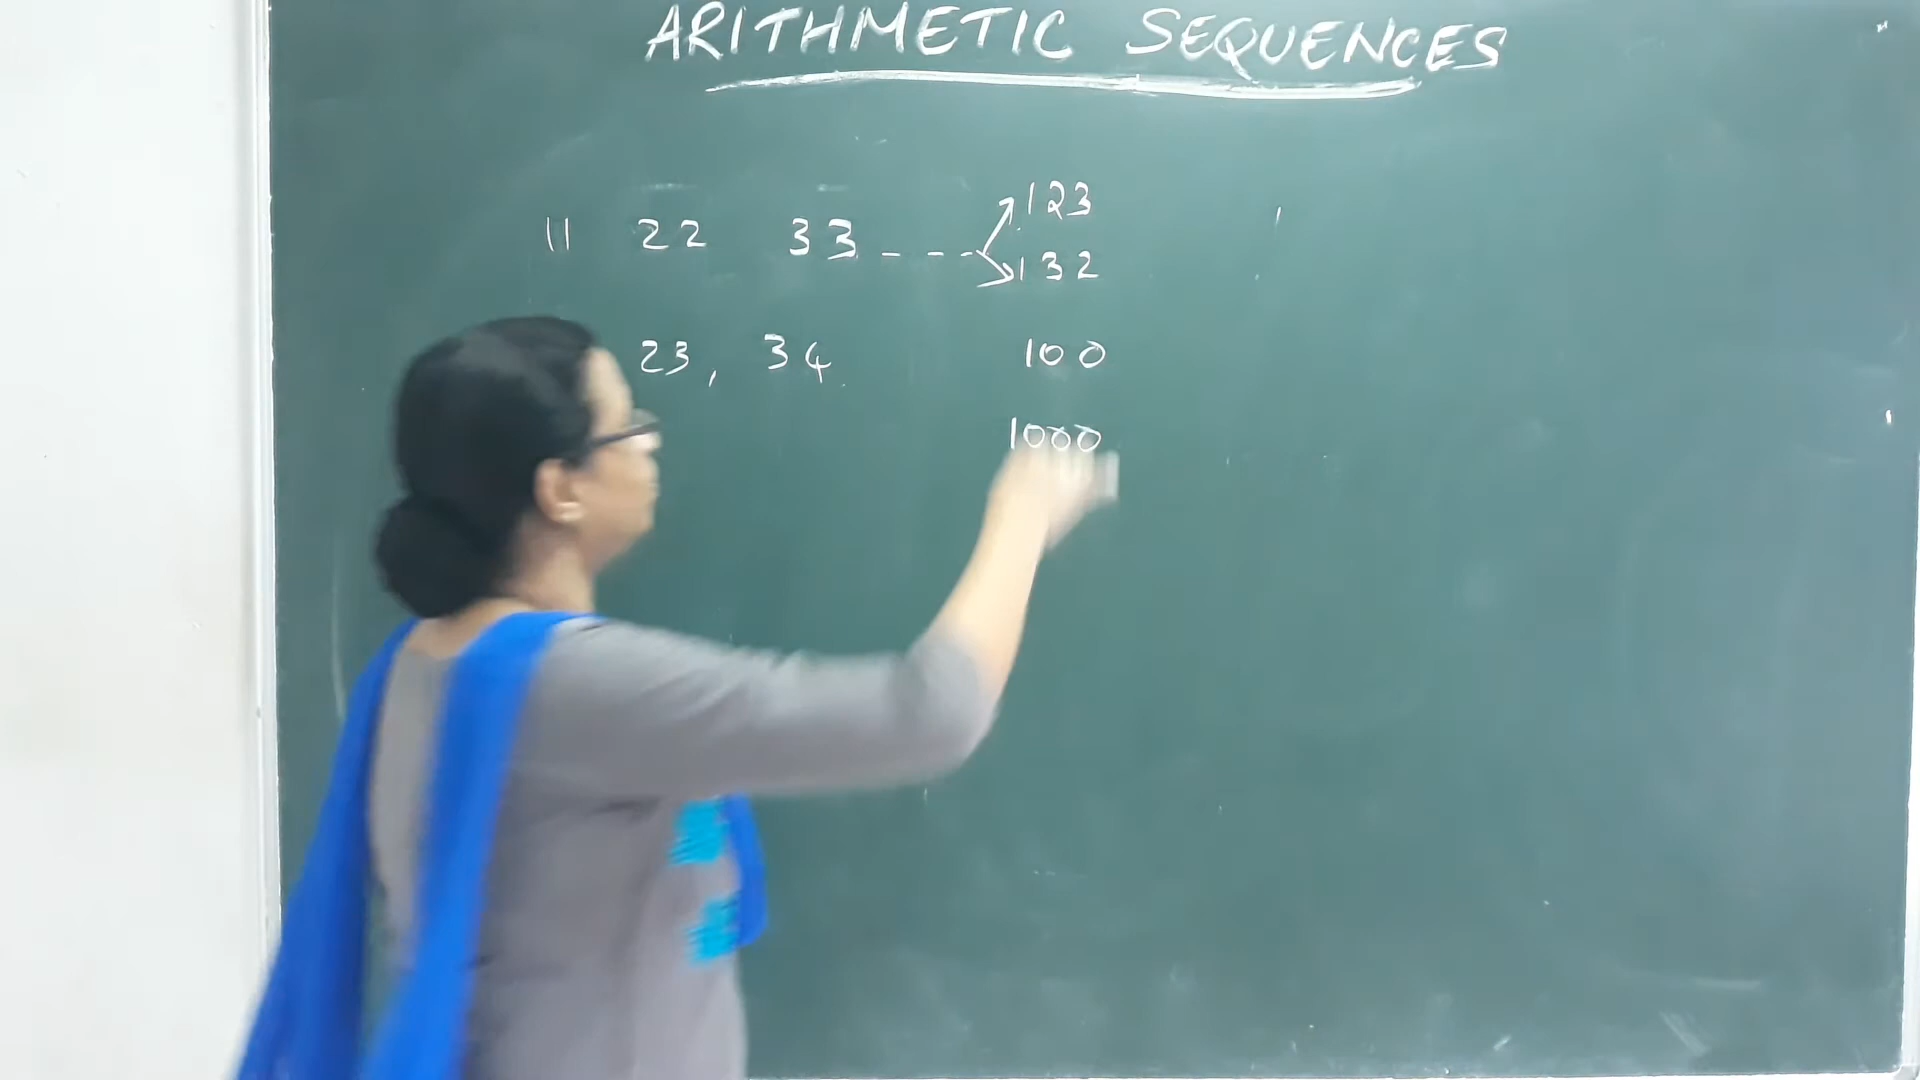 ARITHMETIC SEQUENCES
123
11 22 33 - - - -
132
23, 34 100
1000